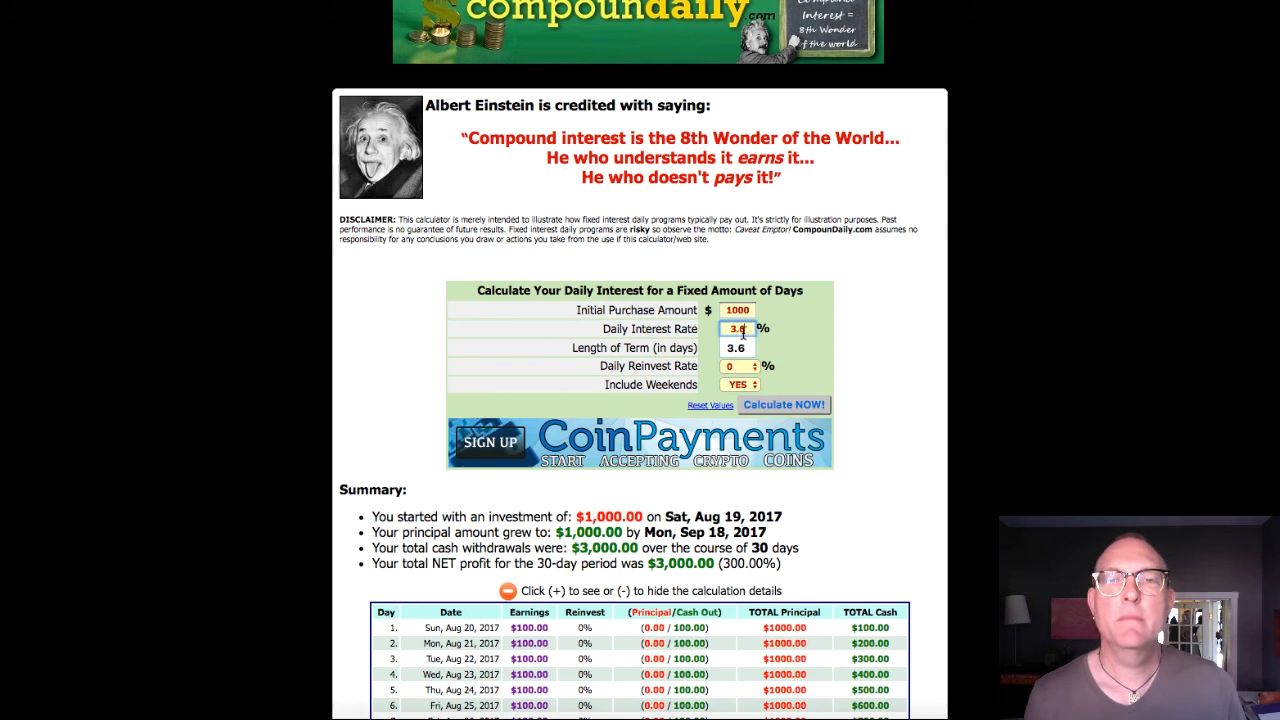 compoundaily.com
Interest =
8th Wonder
of the world
Albert Einstein is credited with saying:
"Compound interest is the 8th Wonder of the World...
He who understands it earns it...
He who doesn't pays it!"
DISCLAIMER: This calculator is merely intended to illustrate how fixed interest daily programs typically pay out. It's strictly for illustration purposes. Past
performance is no guarantee of future results. Fixed interest daily programs are risky so observe the motto: Caveat Emptor! CompounDaily.com assumes no
responsibility for any conclusions you draw or actions you take from the use if this calculator/web site.
Calculate Your Daily Interest for a Fixed Amount of Days
Initial Purchase Amount $ 1000
Daily Interest Rate 3.6 %
Length of Term (in days) 3.6
Daily Reinvest Rate 0 %
Include Weekends YES
Reset Values Calculate NOW!
SIGN UP CoinPayments
START ACCEPTING CRYPTO COINS
Summary:
• You started with an investment of: $1,000.00 on Sat, Aug 19, 2017
• Your principal amount grew to: $1,000.00 by Mon, Sep 18, 2017
• Your total cash withdrawals were: $3,000.00 over the course of 30 days
• Your total NET profit for the 30-day period was $3,000.00 (300.00%)
Click (+) to see or (-) to hide the calculation details
Day Date Earnings Reinvest (Principal/Cash Out) TOTAL Principal TOTAL Cash
1. Sun, Aug 20, 2017 $100.00 0% (0.00 / 100.00) $1000.00 $100.00
2. Mon, Aug 21, 2017 $100.00 0% (0.00 / 100.00) $1000.00 $200.00
3. Tue, Aug 22, 2017 $100.00 0% (0.00 / 100.00) $1000.00 $300.00
4. Wed, Aug 23, 2017 $100.00 0% (0.00 / 100.00) $1000.00 $400.00
5. Thu, Aug 24, 2017 $100.00 0% (0.00 / 100.00) $1000.00 $500.00
6. Fri, Aug 25, 2017 $100.00 0% (0.00 / 100.00) $1000.00 $600.00